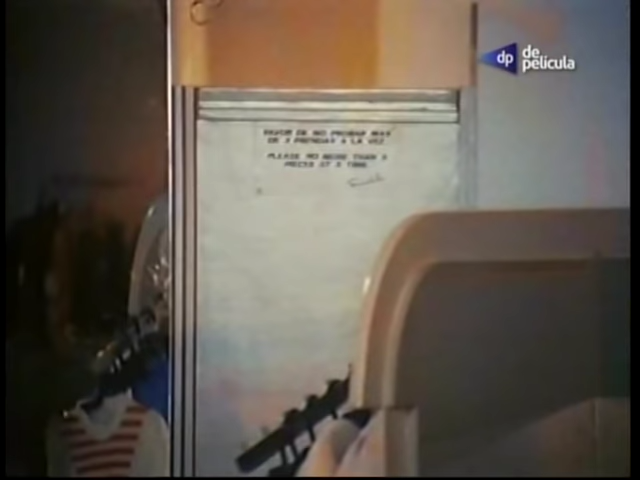 dp de
película
FAVOR DE NO PROBAR MAS
DE 3 PRENDAS A LA VEZ
PLEASE NO MORE THAN 3
PIECES AT A TIME